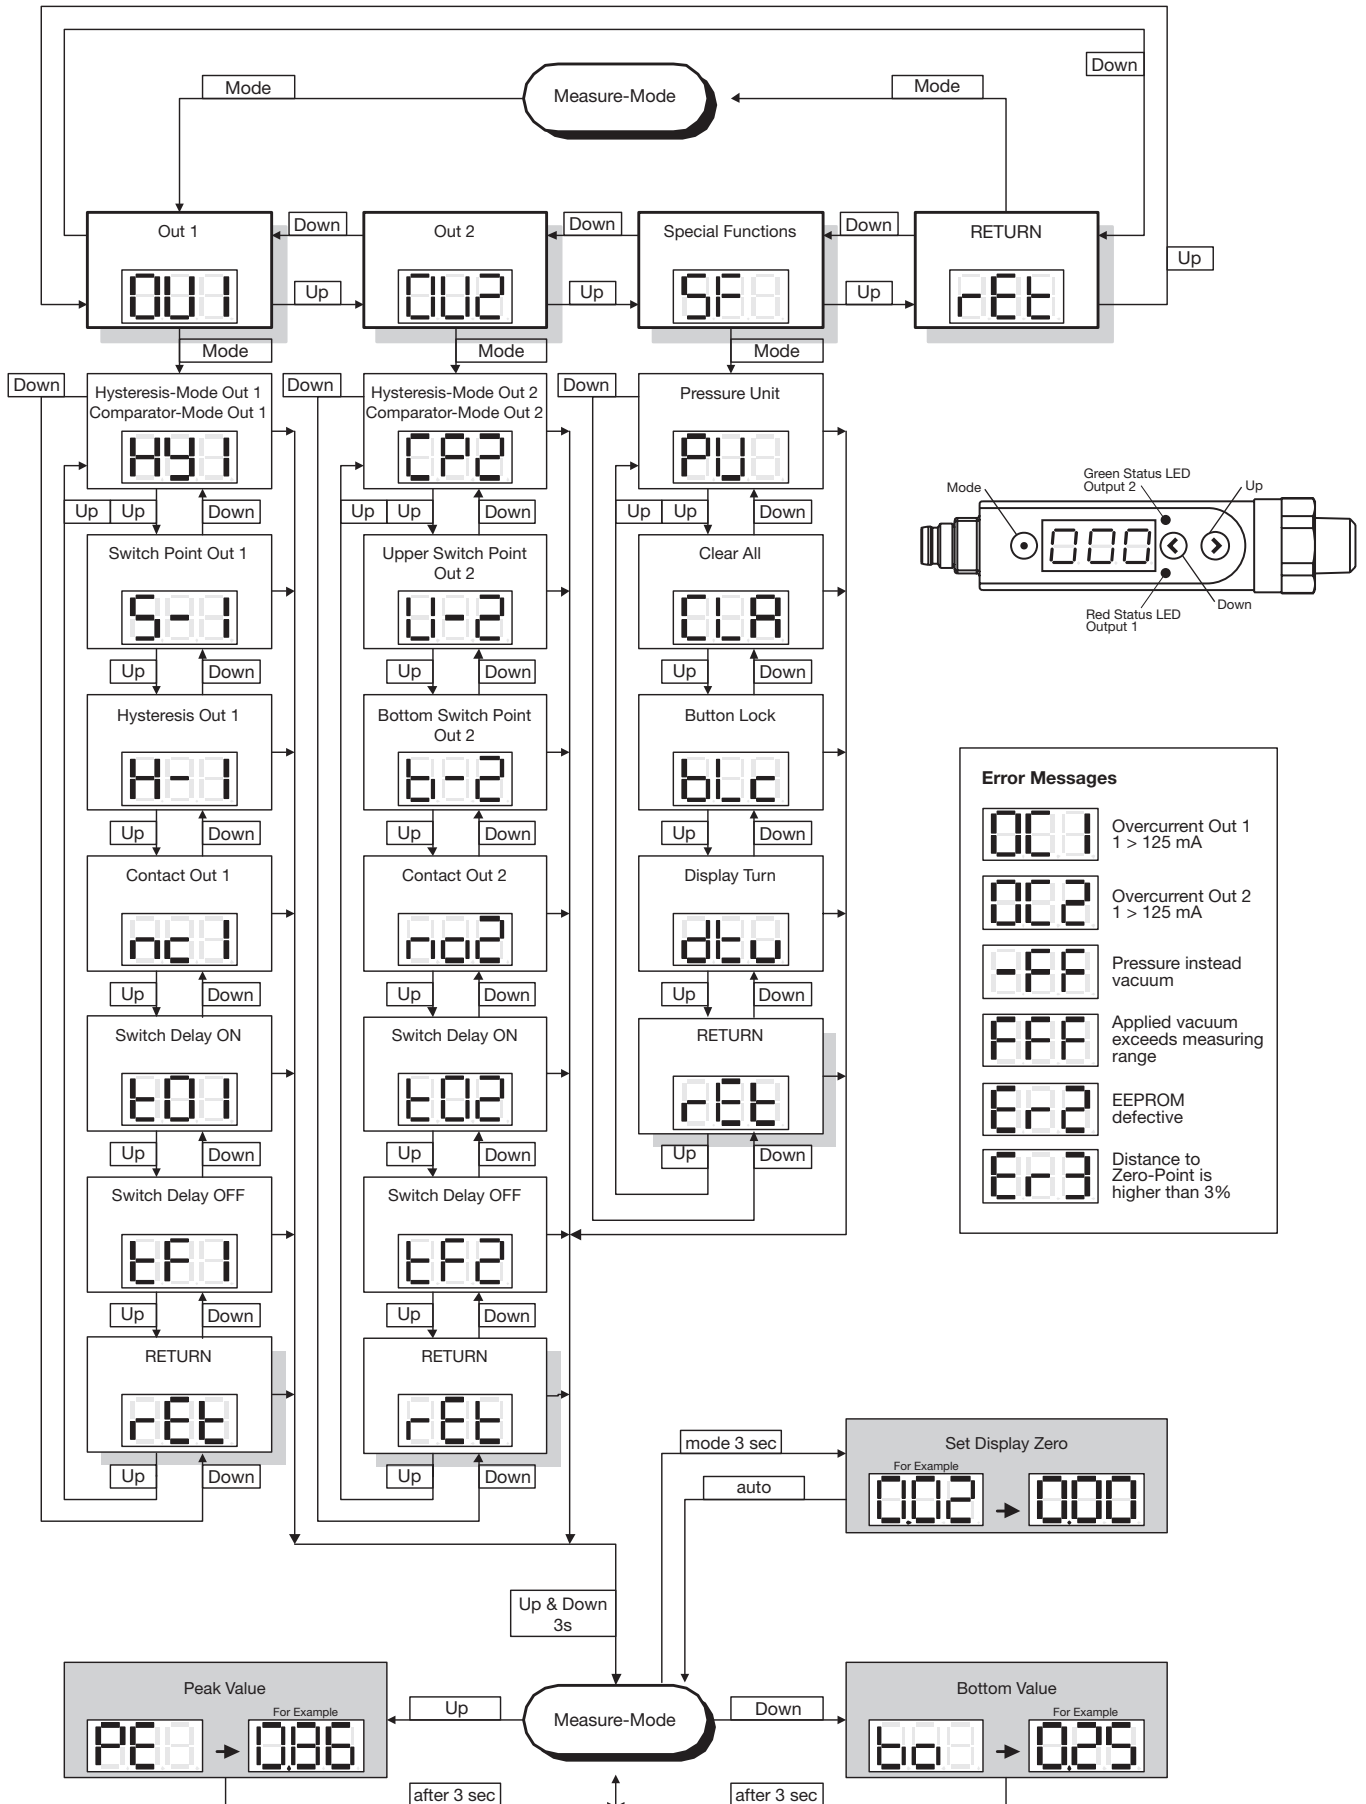 Down
Mode
Measure-Mode
Mode
Out 1
OU1
Down
Up
Out 2
OU2
Down
Up
Special Functions
SF
Down
Up
RETURN
rEt
Up
Mode
Mode
Mode
Down
Hysteresis-Mode Out 1
Comparator-Mode Out 1
HY1
Up
Up
Down
Switch Point Out 1
S-1
Up
Down
Hysteresis Out 1
H-1
Up
Down
Contact Out 1
nc1
Up
Down
Switch Delay ON
tO1
Up
Down
Switch Delay OFF
tF1
Up
Down
RETURN
rEt
Up
Down
Down
Hysteresis-Mode Out 2
Comparator-Mode Out 2
CP2
Up
Up
Down
Upper Switch Point
Out 2
U-2
Up
Down
Bottom Switch Point
Out 2
b-2
Up
Down
Contact Out 2
no2
Up
Down
Switch Delay ON
tO2
Up
Down
Switch Delay OFF
tF2
Up
Down
RETURN
rEt
Up
Down
Down
Pressure Unit
PU
Up
Up
Down
Clear All
CLA
Up
Down
Button Lock
bLc
Up
Down
Display Turn
dtu
Up
Down
RETURN
rEt
Up
Down
Mode
Green Status LED
Output 2
Up
000
Red Status LED
Output 1
Down
Error Messages
OC1
Overcurrent Out 1
1 > 125 mA
OC2
Overcurrent Out 2
1 > 125 mA
-FF
Pressure instead
vacuum
FFF
Applied vacuum
exceeds measuring
range
Er2
EEPROM
defective
Er3
Distance to
Zero-Point is
higher than 3%
mode 3 sec
auto
Set Display Zero
For Example
0.02
0.00
Up & Down
3s
Peak Value
For Example
PE
0.86
Up
Measure-Mode
Down
Bottom Value
For Example
bo
0.25
after 3 sec
after 3 sec